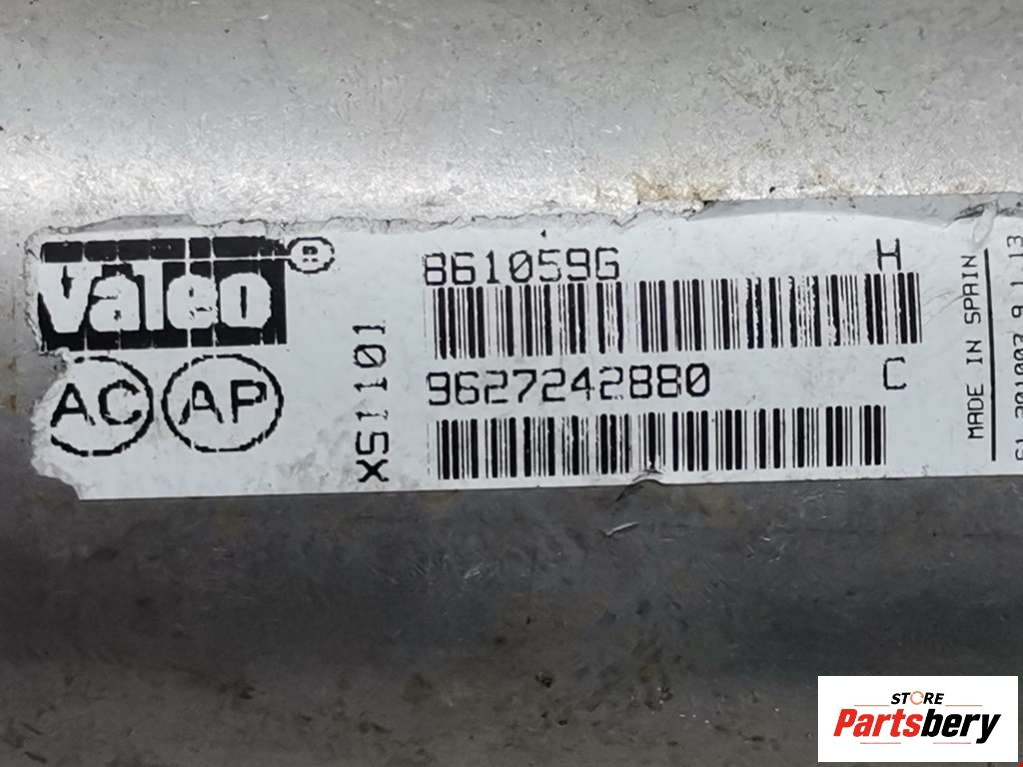 Valeo ®
AC AP
XS1101
861059G H
9627242880 C
MADE IN SPAIN
STORE
Partsbery